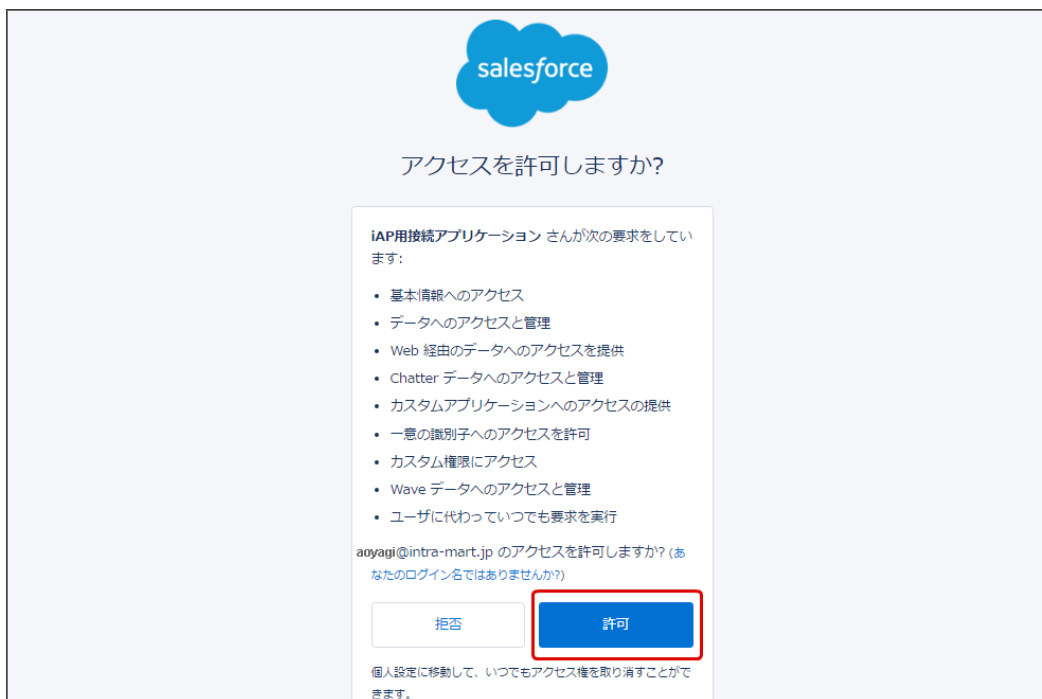 salesforce
アクセスを許可しますか?
iAP用接続アプリケーション さんが次の要求をしてい
ます:
• 基本情報へのアクセス
• データへのアクセスと管理
• Web 経由のデータへのアクセスを提供
• Chatter データへのアクセスと管理
• カスタムアプリケーションへのアクセスの提供
• 一意の識別子へのアクセスを許可
• カスタム権限にアクセス
• Wave データへのアクセスと管理
• ユーザに代わっていつでも要求を実行
aoyagi@intra-mart.jp のアクセスを許可しますか? (あ
なたのログイン名ではありませんか?)
拒否 許可
個人設定に移動して、いつでもアクセス権を取り消すことがで
きます。